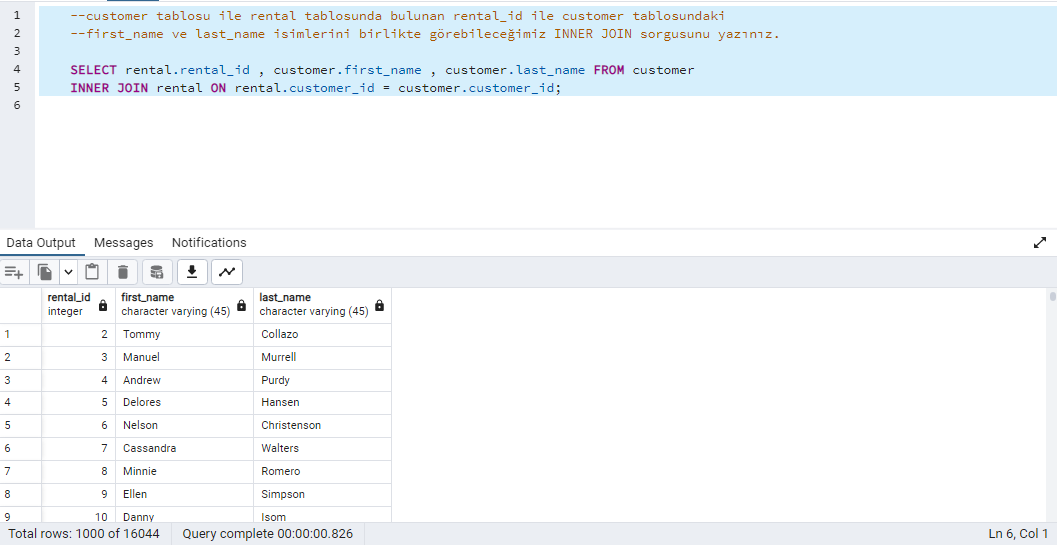 1 --customer tablosu ile rental tablosunda bulunan rental_id ile customer tablosundaki
2 --first_name ve last_name isimlerini birlikte görebileceğimiz INNER JOIN sorgusunu yazınız.
3
4 SELECT rental.rental_id , customer.first_name , customer.last_name FROM customer
5 INNER JOIN rental ON rental.customer_id = customer.customer_id;
6
Data Output Messages Notifications
rental_id first_name last_name
integer character varying (45) character varying (45)
1 2 Tommy Collazo
2 3 Manuel Murrell
3 4 Andrew Purdy
4 5 Delores Hansen
5 6 Nelson Christenson
6 7 Cassandra Walters
7 8 Minnie Romero
8 9 Ellen Simpson
9 10 Danny Isom
Total rows: 1000 of 16044 Query complete 00:00:00.826 Ln 6, Col 1